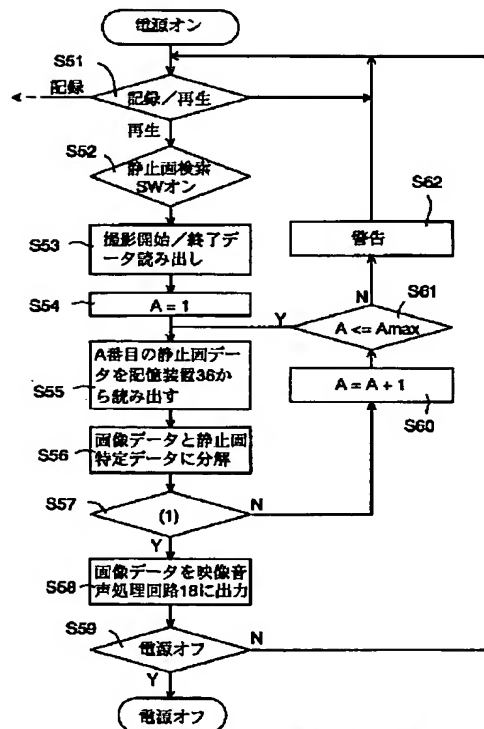 電源オン
S51
記録
記録／再生
再生
S52
静止画検索
SWオン
S53
撮影開始／終了デ
ータ読み出し
S54
A = 1
A番目の静止画デー
タを記憶装置36か
ら読み出す
S55
画像データと静止画
特定データに分解
S56
S57
(1)
N
Y
画像データを映像音
声処理回路18に出力
S58
S59
電源オフ
N
Y
電源オフ
S62
警告
N
S61
Y
A <= Amax
A = A + 1
S60